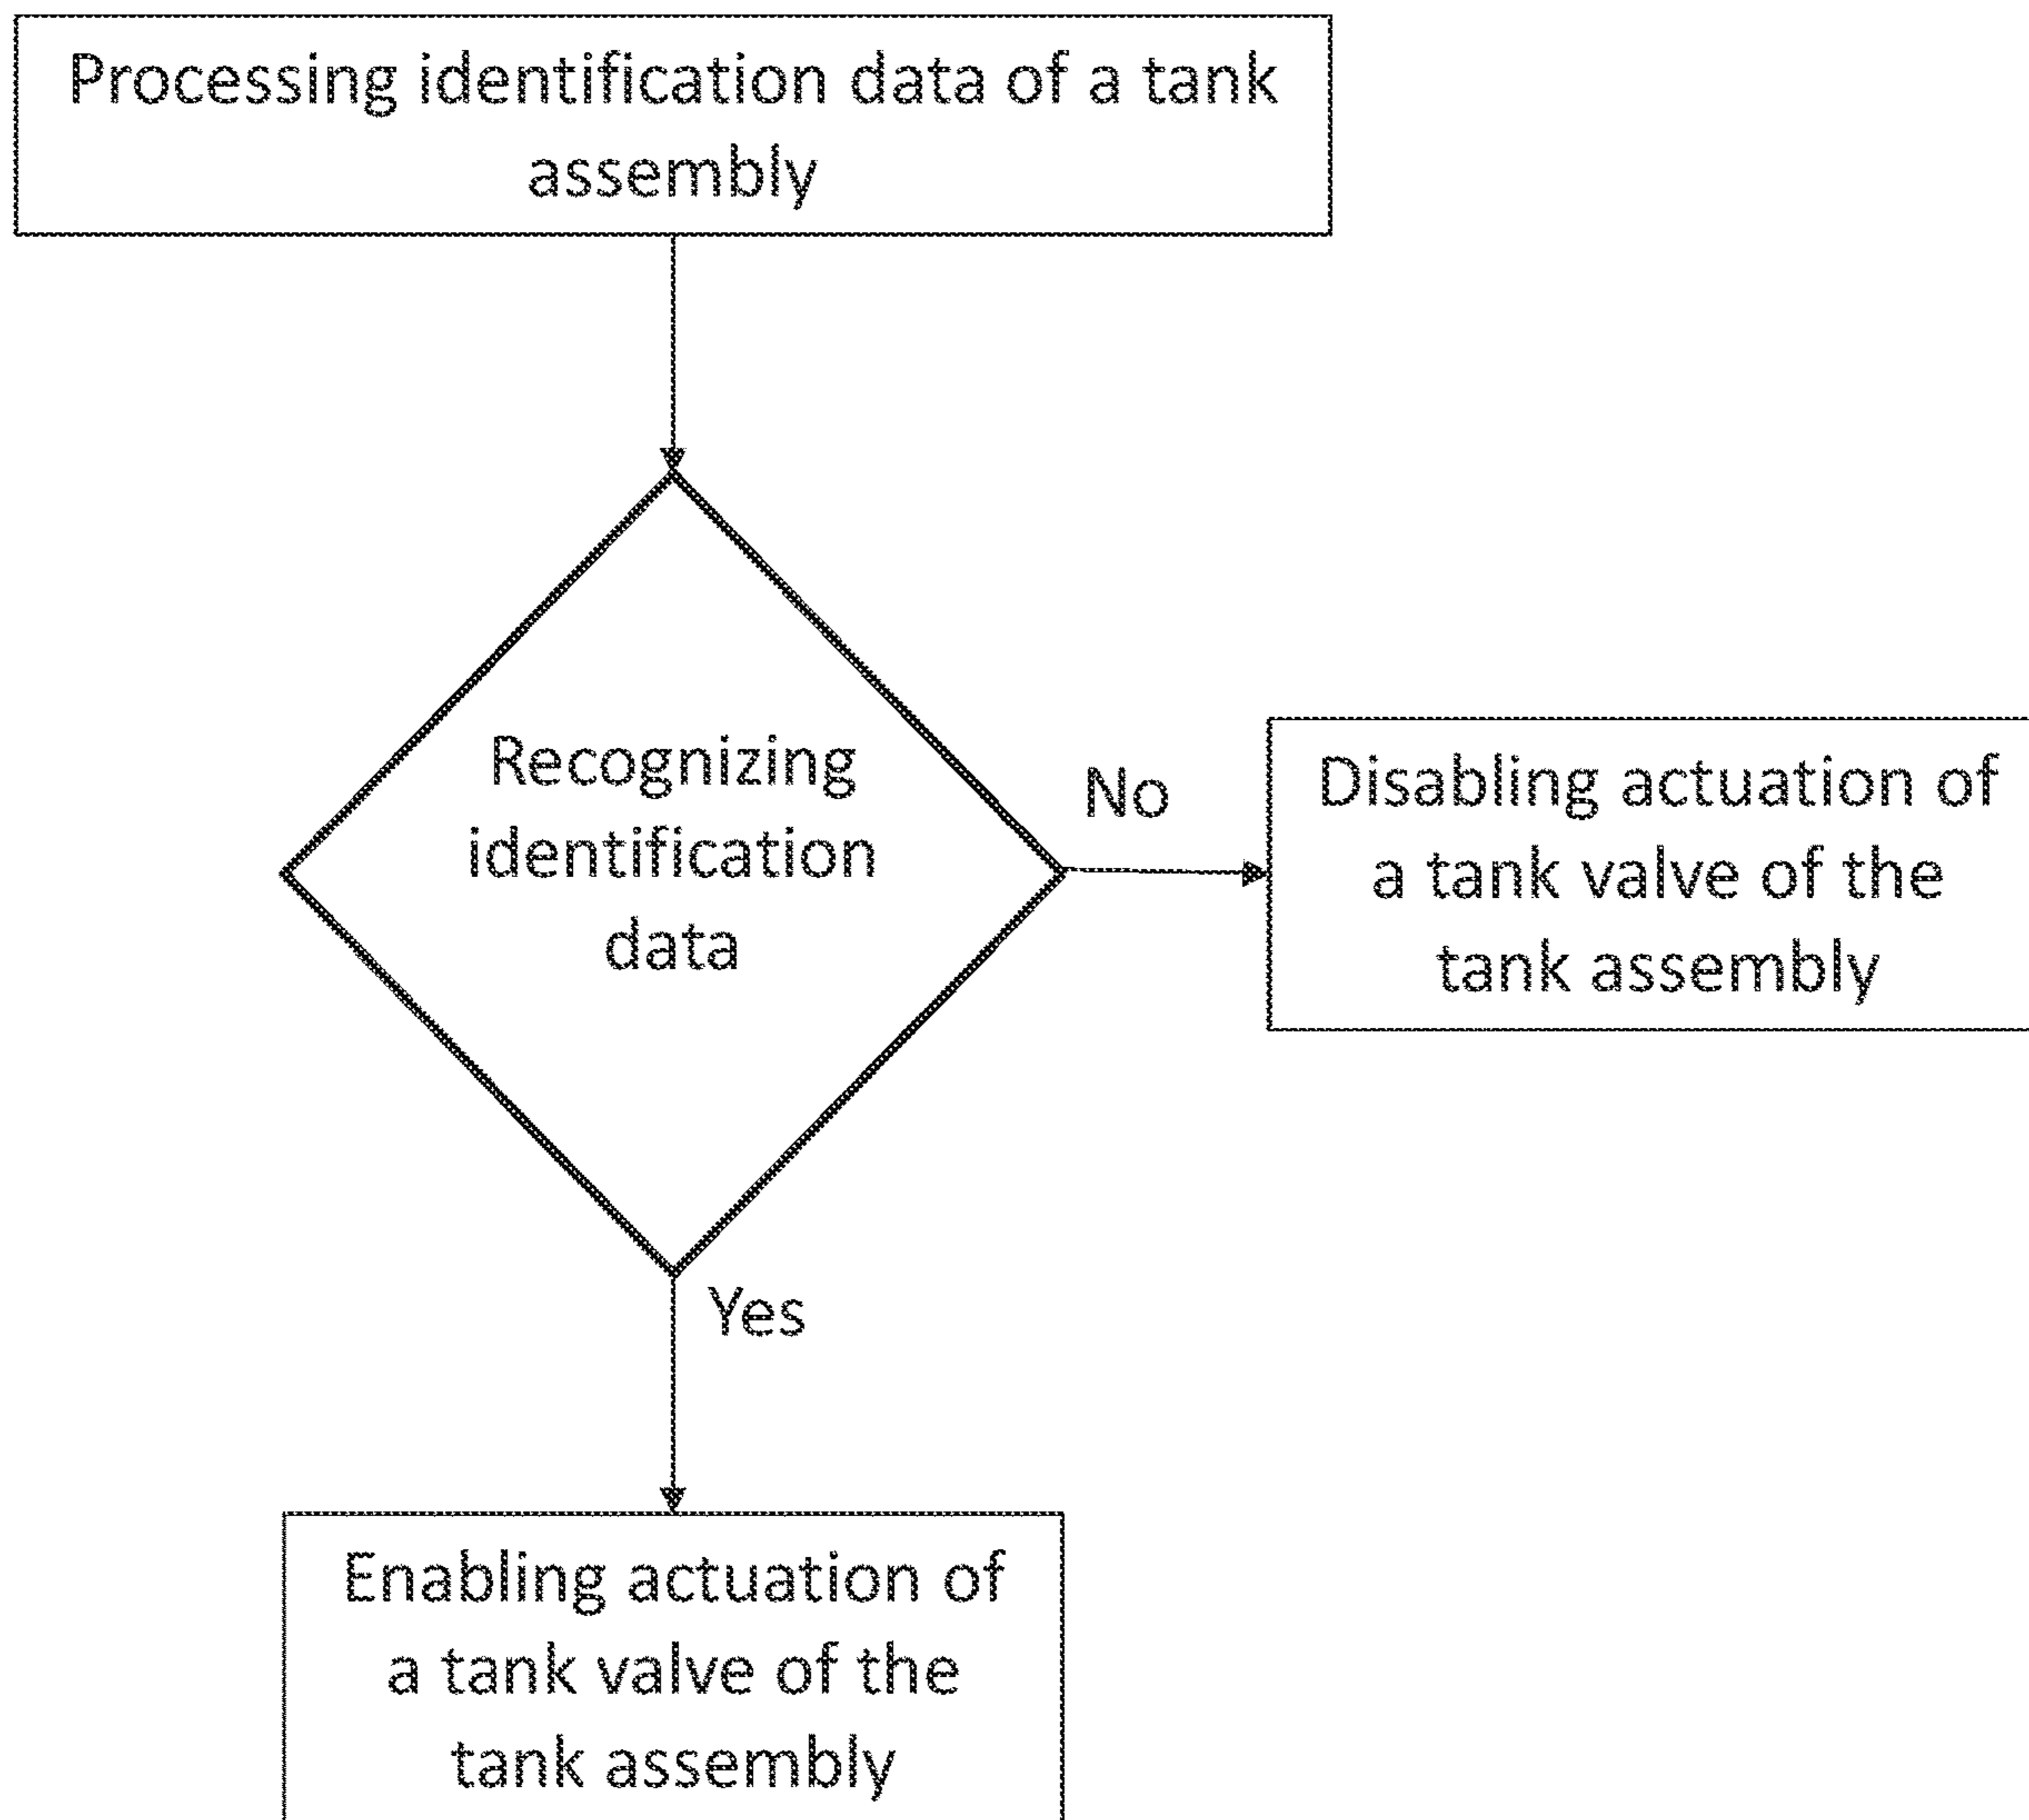 Processing identification data of a tank
assembly
Recognizing
identification
data
No
Disabling actuation of
a tank valve of the
tank assembly
Yes
Enabling actuation of
a tank valve of the
tank assembly